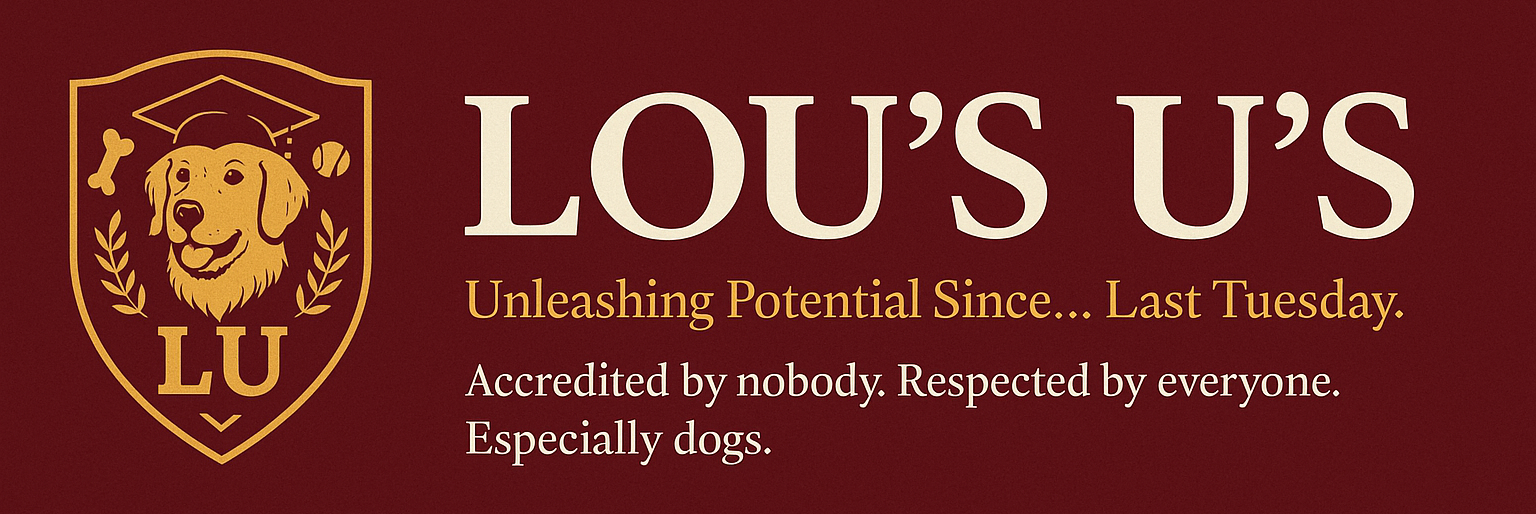 LU
LOU’S U’S
Unleashing Potential Since... Last Tuesday.
Accredited by nobody. Respected by everyone.
Especially dogs.